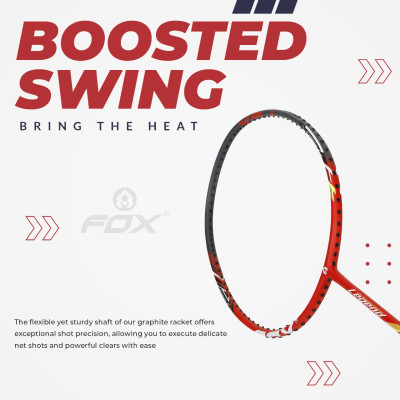 BOOSTED
SWING
BRING THE HEAT
FOX®
Legend
The flexible yet sturdy shaft of our graphite racket offers
exceptional shot precision, allowing you to execute delicate
net shots and powerful clears with ease